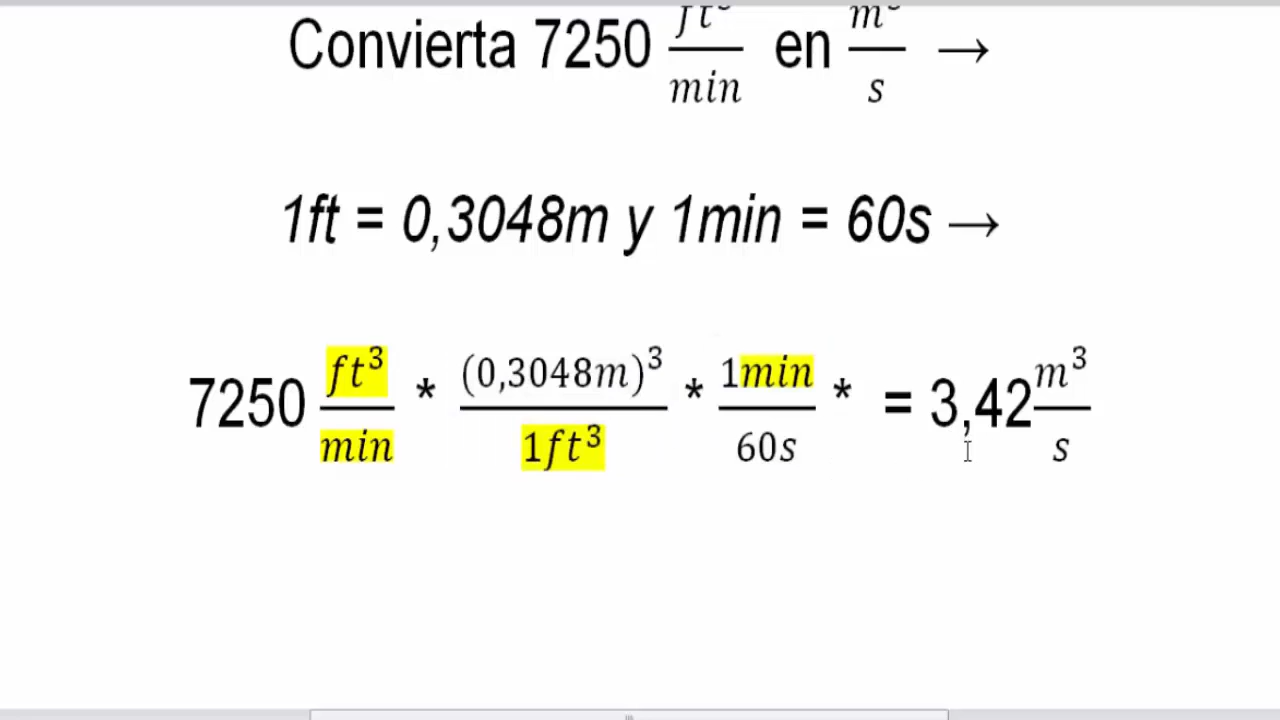 Convierta 7250 ft³/min en m³/s →
1ft = 0,3048m y 1min = 60s →
7250 ft³/min * (0,3048m)³/1ft³ * 1min/60s * = 3,42 m³/s